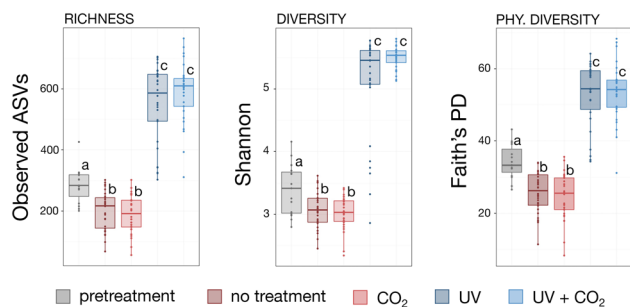 RICHNESS
Observed ASVs
600
400
200
a
b
b
c
c
DIVERSITY
Shannon
5
4
3
a
b
b
c
c
PHY. DIVERSITY
Faith's PD
60
40
20
a
b
b
c
c
pretreatment
no treatment
CO₂
UV
UV + CO₂